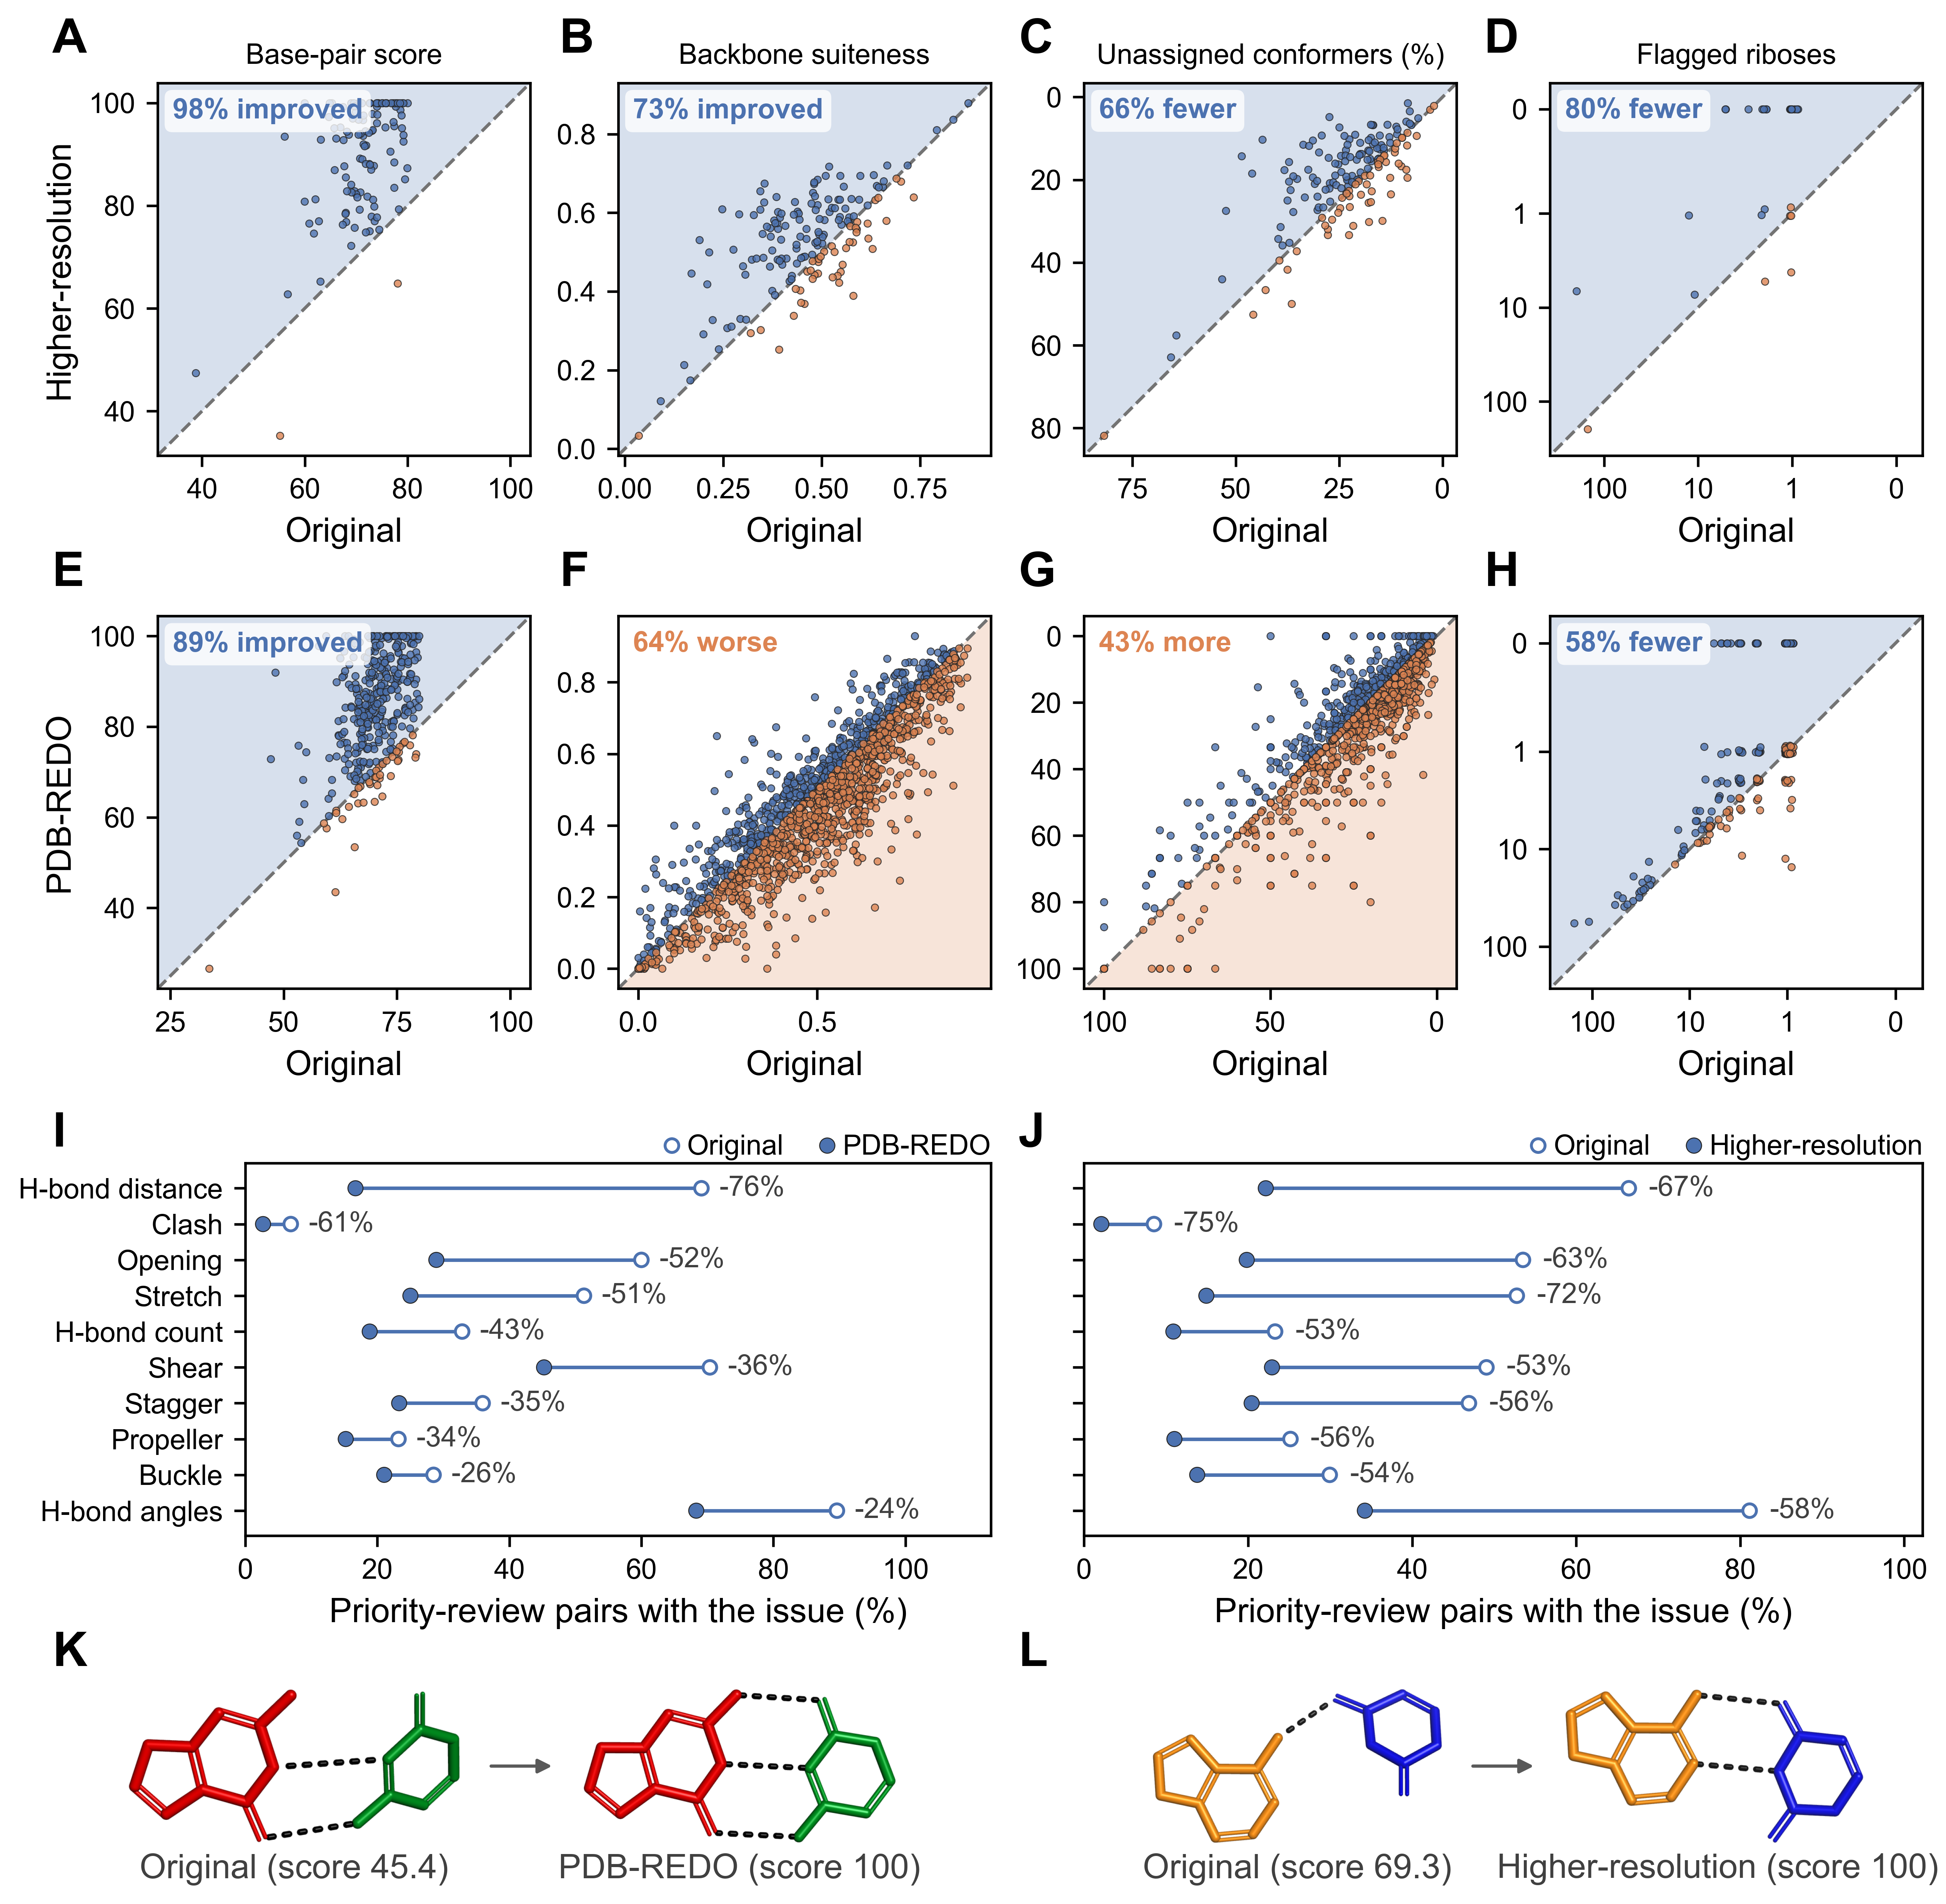 A
B
C
D
Base-pair score
Backbone suiteness
Unassigned conformers (%)
Flagged riboses
98% improved
73% improved
66% fewer
80% fewer
Higher-resolution
100
80
60
40
0.8
0.6
0.4
0.2
0.0
0
20
40
60
80
0
1
10
100
40 60 80 100
0.00 0.25 0.50 0.75
75 50 25 0
100 10 1 0
Original
Original
Original
Original
E
F
G
H
89% improved
64% worse
43% more
58% fewer
PDB-REDO
100
80
60
40
0.8
0.6
0.4
0.2
0.0
0
20
40
60
80
100
0
1
10
100
25 50 75 100
0.0 0.5
100 50 0
100 10 1 0
Original
Original
Original
Original
I
Original PDB-REDO
H-bond distance -76%
Clash -61%
Opening -52%
Stretch -51%
H-bond count -43%
Shear -36%
Stagger -35%
Propeller -34%
Buckle -26%
H-bond angles -24%
0 20 40 60 80 100
Priority-review pairs with the issue (%)
J
Original Higher-resolution
-67%
-75%
-63%
-72%
-53%
-53%
-56%
-56%
-54%
-58%
0 20 40 60 80 100
Priority-review pairs with the issue (%)
K
Original (score 45.4)
PDB-REDO (score 100)
L
Original (score 69.3)
Higher-resolution (score 100)